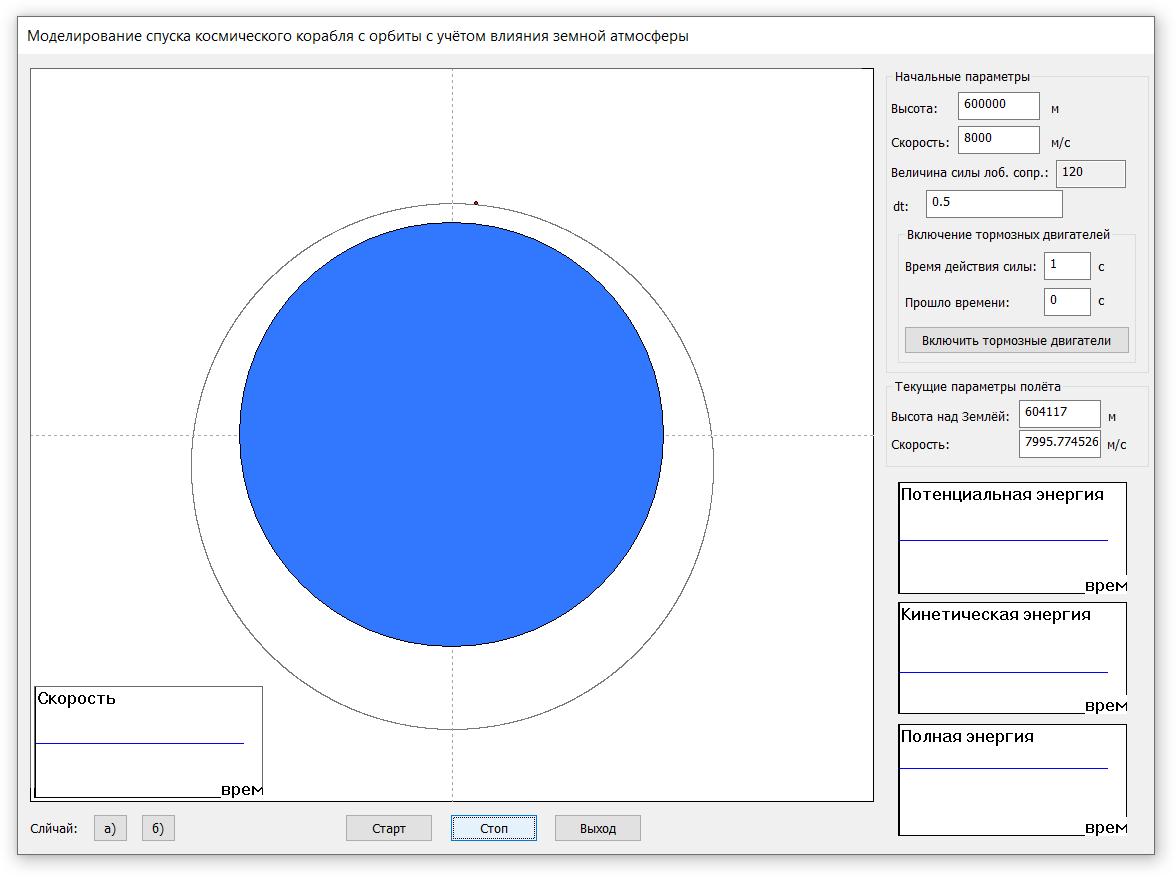 Моделирование спуска космического корабля с орбиты с учётом влияния земной атмосферы
Начальные параметры
Высота: 600000 м
Скорость: 8000 м/с
Величина силы лоб. сопр.: 120
dt: 0.5
Включение тормозных двигателей
Время действия силы: 1 с
Прошло времени: 0 с
Включить тормозные двигатели
Текущие параметры полёта
Высота над Землёй: 604117 м
Скорость: 7995.774526 м/с
Потенциальная энергия
врем
Кинетическая энергия
врем
Полная энергия
врем
Скорость
врем
Слйчай: а) б) Старт Стоп Выход